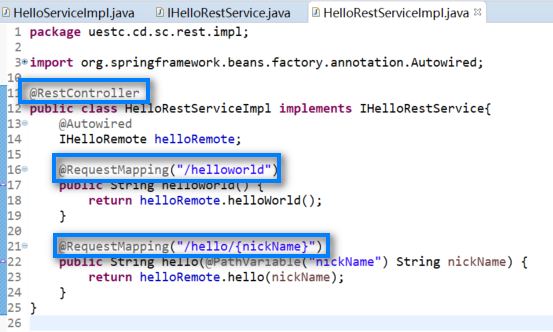 HelloServiceImpl.java IHelloRestService.java HelloRestServiceImpl.java
1 package uestc.cd.sc.rest.impl;
2
3 import org.springframework.beans.factory.annotation.Autowired;
10
11 @RestController
12 public class HelloRestServiceImpl implements IHelloRestService{
13 @Autowired
14 IHelloRemote helloRemote;
15
16 @RequestMapping("/helloworld")
17 public String helloWorld() {
18 return helloRemote.helloWorld();
19 }
20
21 @RequestMapping("/hello/{nickName}")
22 public String hello(@PathVariable("nickName") String nickName) {
23 return helloRemote.hello(nickName);
24 }
25 }
26